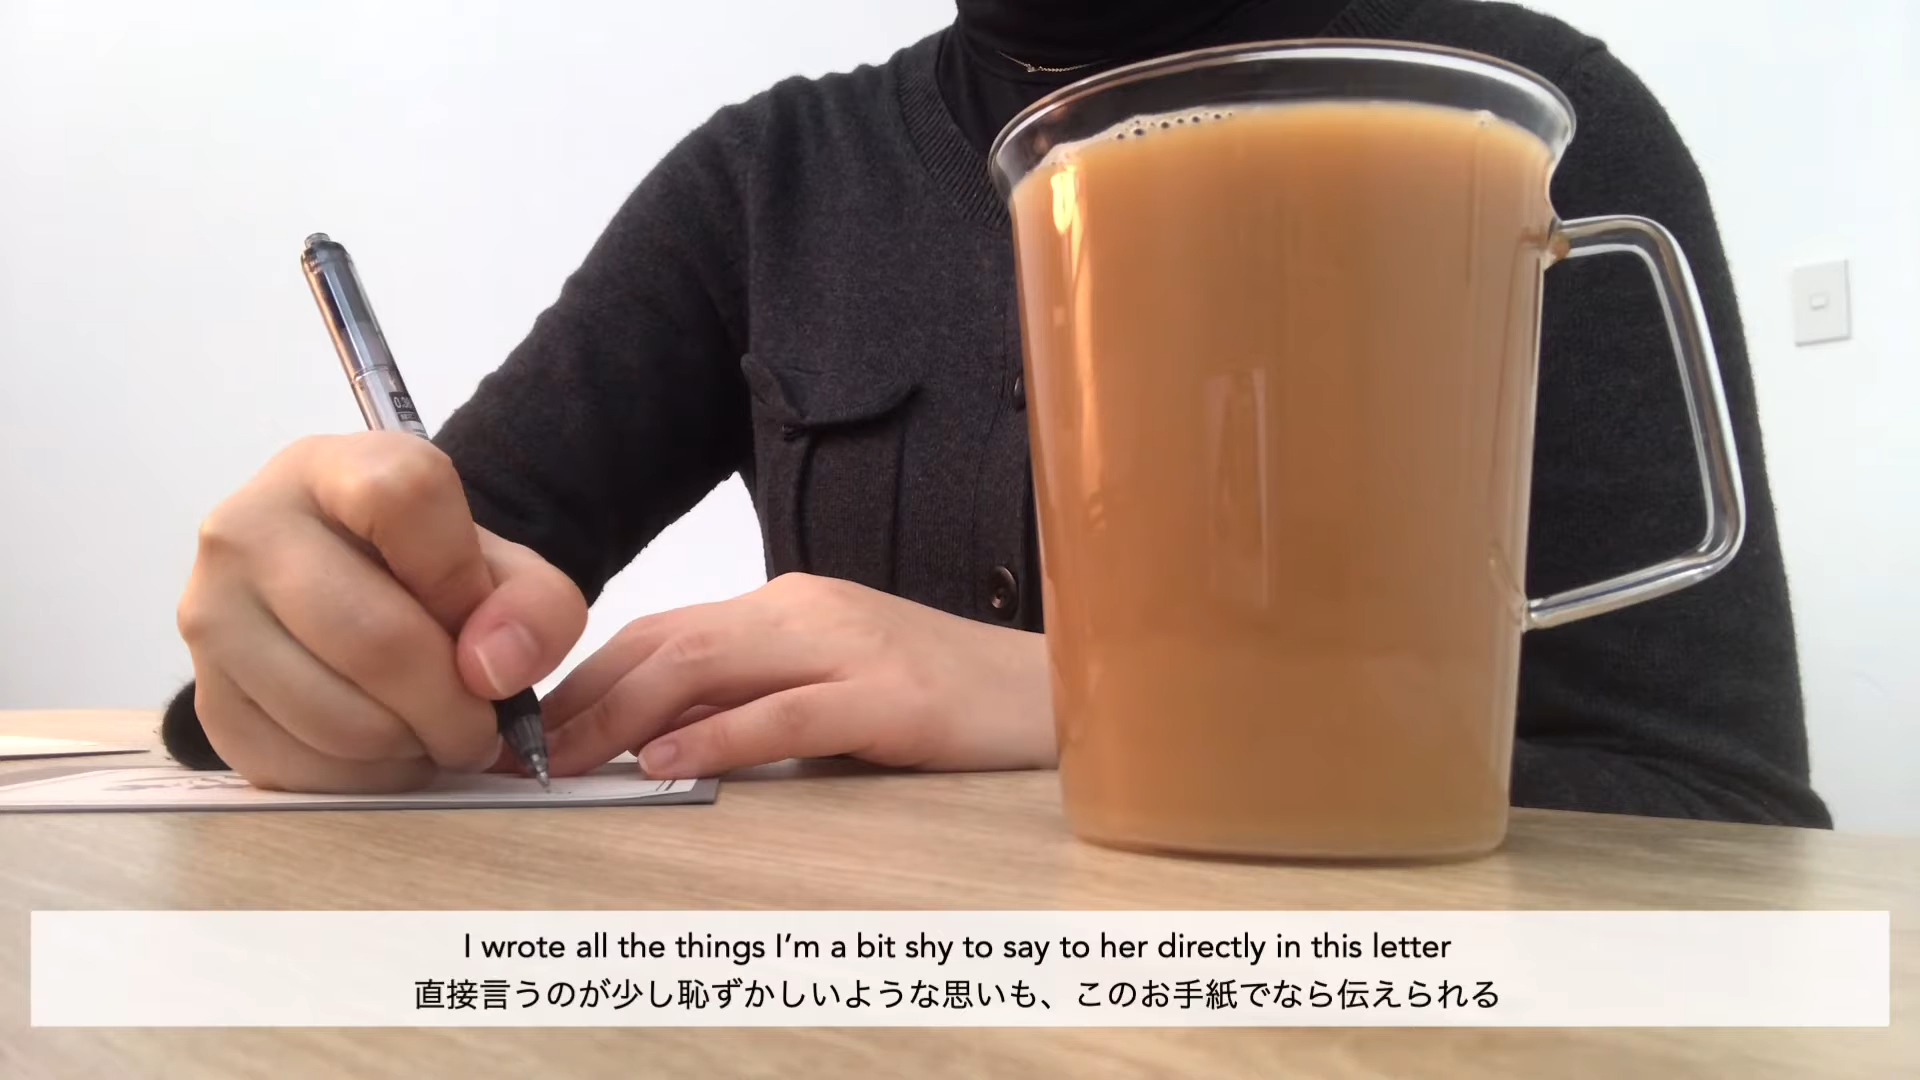 0.38
I wrote all the things I'm a bit shy to say to her directly in this letter
直接言うのが少し恥ずかしいような思いも、このお手紙でなら伝えられる